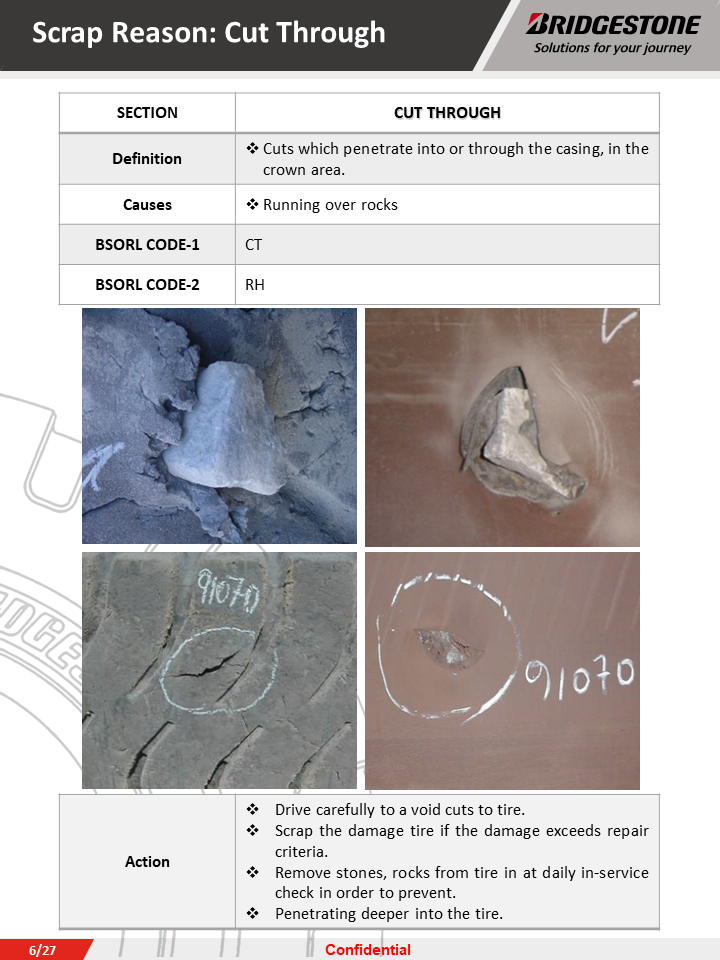 Scrap Reason: Cut Through
BRIDGESTONE
Solutions for your journey
SECTION
CUT THROUGH
Definition
❖ Cuts which penetrate into or through the casing, in the
crown area.
Causes
❖ Running over rocks
BSORL CODE-1
CT
BSORL CODE-2
RH
91070
91070
Action
❖ Drive carefully to a void cuts to tire.
❖ Scrap the damage tire if the damage exceeds repair
criteria.
❖ Remove stones, rocks from tire in at daily in-service
check in order to prevent.
❖ Penetrating deeper into the tire.
6/27
Confidential